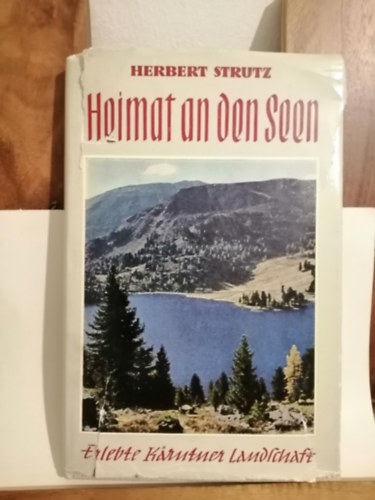 HERBERT STRUTZ
Heimat an den Seen
Erlebte Kärntner Landschaft